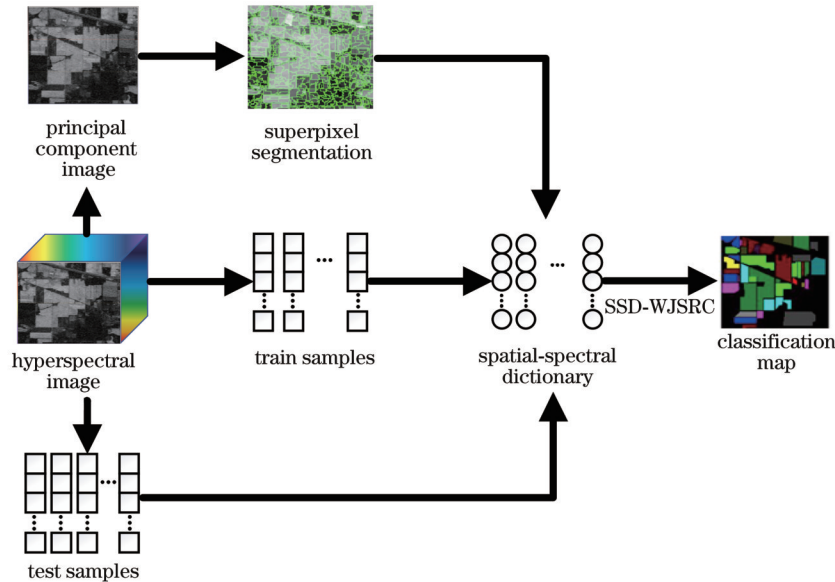 principal
component
image
superpixel
segmentation
hyperspectral
image
train samples
spatial-spectral
dictionary
SSD-WJSRC
classification
map
test samples